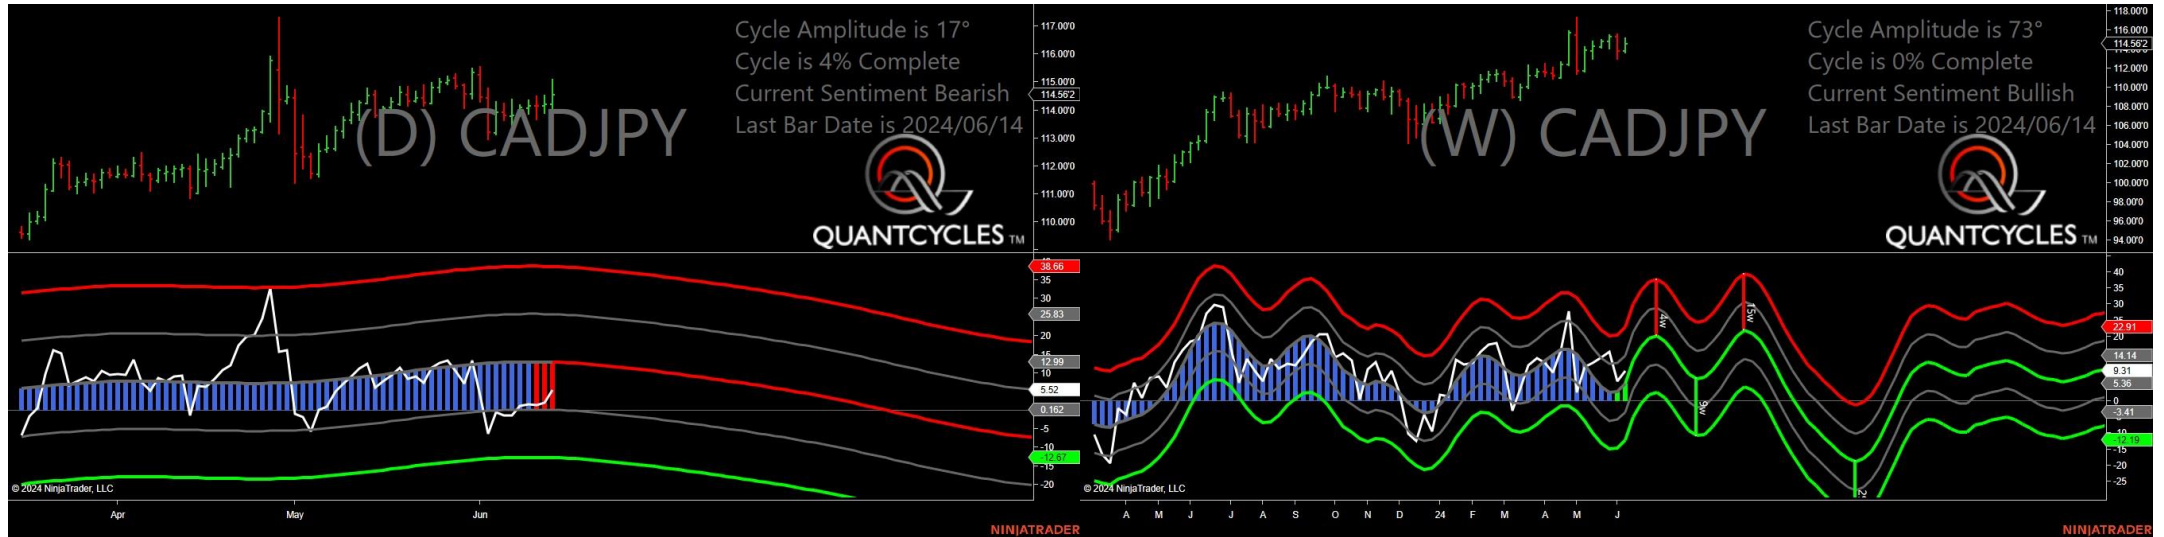 Cycle Amplitude is 17°
Cycle is 4% Complete
Current Sentiment Bearish
Last Bar Date is 2024/06/14
(D) CADJPY
QUANTCYCLES TM
117.00'0
116.00'0
115.00'0
114.56'2
114.00'0
113.00'0
112.00'0
111.00'0
110.00'0
38.66
35
30
25.83
20
15
12.99
10
5.52
0.162
-5
-10
-12.67
-15
-20
© 2024 NinjaTrader, LLC
Apr May Jun
NINJATRADER
Cycle Amplitude is 73°
Cycle is 0% Complete
Current Sentiment Bullish
Last Bar Date is 2024/06/14
(W) CADJPY
QUANTCYCLES TM
118.00'0
116.00'0
114.56'2
112.00'0
110.00'0
108.00'0
106.00'0
104.00'0
102.00'0
100.00'0
98.00'0
96.00'0
94.00'0
4w
9w
15w
40
35
30
25
22.91
20
14.14
9.31
5.36
0
-3.41
-10
-12.19
-15
-20
-25
© 2024 NinjaTrader, LLC
A M J J A S O N D 24 F M A M J
NINJATRADER